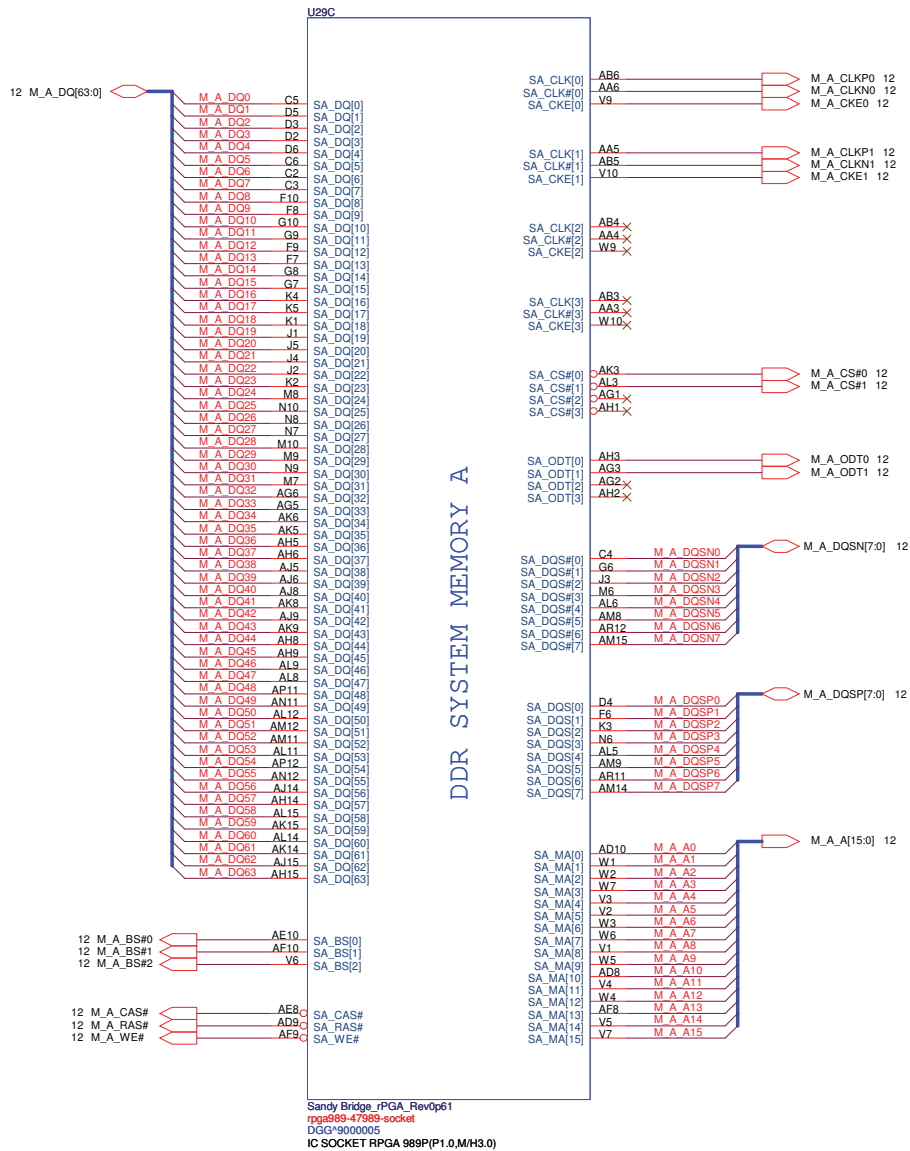 U29C
12 M_A_DQ[63:0]
M_A_DQ0 C5 SA_DQ[0]
M_A_DQ1 D5 SA_DQ[1]
M_A_DQ2 D3 SA_DQ[2]
M_A_DQ3 D2 SA_DQ[3]
M_A_DQ4 D6 SA_DQ[4]
M_A_DQ5 C6 SA_DQ[5]
M_A_DQ6 C2 SA_DQ[6]
M_A_DQ7 C3 SA_DQ[7]
M_A_DQ8 F10 SA_DQ[8]
M_A_DQ9 F8 SA_DQ[9]
M_A_DQ10 G10 SA_DQ[10]
M_A_DQ11 G9 SA_DQ[11]
M_A_DQ12 F9 SA_DQ[12]
M_A_DQ13 F7 SA_DQ[13]
M_A_DQ14 G8 SA_DQ[14]
M_A_DQ15 G7 SA_DQ[15]
M_A_DQ16 K4 SA_DQ[16]
M_A_DQ17 K5 SA_DQ[17]
M_A_DQ18 K1 SA_DQ[18]
M_A_DQ19 J1 SA_DQ[19]
M_A_DQ20 J5 SA_DQ[20]
M_A_DQ21 J4 SA_DQ[21]
M_A_DQ22 J2 SA_DQ[22]
M_A_DQ23 K2 SA_DQ[23]
M_A_DQ24 M8 SA_DQ[24]
M_A_DQ25 N10 SA_DQ[25]
M_A_DQ26 N8 SA_DQ[26]
M_A_DQ27 N7 SA_DQ[27]
M_A_DQ28 M10 SA_DQ[28]
M_A_DQ29 M9 SA_DQ[29]
M_A_DQ30 N9 SA_DQ[30]
M_A_DQ31 M7 SA_DQ[31]
M_A_DQ32 AG6 SA_DQ[32]
M_A_DQ33 AG5 SA_DQ[33]
M_A_DQ34 AK6 SA_DQ[34]
M_A_DQ35 AK5 SA_DQ[35]
M_A_DQ36 AH5 SA_DQ[36]
M_A_DQ37 AH6 SA_DQ[37]
M_A_DQ38 AJ5 SA_DQ[38]
M_A_DQ39 AJ6 SA_DQ[39]
M_A_DQ40 AJ8 SA_DQ[40]
M_A_DQ41 AK8 SA_DQ[41]
M_A_DQ42 AJ9 SA_DQ[42]
M_A_DQ43 AK9 SA_DQ[43]
M_A_DQ44 AH8 SA_DQ[44]
M_A_DQ45 AH9 SA_DQ[45]
M_A_DQ46 AL9 SA_DQ[46]
M_A_DQ47 AL8 SA_DQ[47]
M_A_DQ48 AP11 SA_DQ[48]
M_A_DQ49 AN11 SA_DQ[49]
M_A_DQ50 AL12 SA_DQ[50]
M_A_DQ51 AM12 SA_DQ[51]
M_A_DQ52 AM11 SA_DQ[52]
M_A_DQ53 AL11 SA_DQ[53]
M_A_DQ54 AP12 SA_DQ[54]
M_A_DQ55 AN12 SA_DQ[55]
M_A_DQ56 AJ14 SA_DQ[56]
M_A_DQ57 AH14 SA_DQ[57]
M_A_DQ58 AL15 SA_DQ[58]
M_A_DQ59 AK15 SA_DQ[59]
M_A_DQ60 AL14 SA_DQ[60]
M_A_DQ61 AK14 SA_DQ[61]
M_A_DQ62 AJ15 SA_DQ[62]
M_A_DQ63 AH15 SA_DQ[63]
12 M_A_BS#0 AE10 SA_BS[0]
12 M_A_BS#1 AF10 SA_BS[1]
12 M_A_BS#2 V6 SA_BS[2]
12 M_A_CAS# AE8 SA_CAS#
12 M_A_RAS# AD9 SA_RAS#
12 M_A_WE# AF9 SA_WE#
DDR SYSTEM MEMORY A
SA_CLK[0] AB6 M_A_CLKP0 12
SA_CLK#[0] AA6 M_A_CLKN0 12
SA_CKE[0] V9 M_A_CKE0 12
SA_CLK[1] AA5 M_A_CLKP1 12
SA_CLK#[1] AB5 M_A_CLKN1 12
SA_CKE[1] V10 M_A_CKE1 12
SA_CLK[2] AB4
SA_CLK#[2] AA4
SA_CKE[2] W9
SA_CLK[3] AB3
SA_CLK#[3] AA3
SA_CKE[3] W10
SA_CS#[0] AK3 M_A_CS#0 12
SA_CS#[1] AL3 M_A_CS#1 12
SA_CS#[2] AG1
SA_CS#[3] AH1
SA_ODT[0] AH3 M_A_ODT0 12
SA_ODT[1] AG3 M_A_ODT1 12
SA_ODT[2] AG2
SA_ODT[3] AH2
M_A_DQSN[7:0] 12
SA_DQS#[0] C4 M_A_DQSN0
SA_DQS#[1] G6 M_A_DQSN1
SA_DQS#[2] J3 M_A_DQSN2
SA_DQS#[3] M6 M_A_DQSN3
SA_DQS#[4] AL6 M_A_DQSN4
SA_DQS#[5] AM8 M_A_DQSN5
SA_DQS#[6] AR12 M_A_DQSN6
SA_DQS#[7] AM15 M_A_DQSN7
M_A_DQSP[7:0] 12
SA_DQS[0] D4 M_A_DQSP0
SA_DQS[1] F6 M_A_DQSP1
SA_DQS[2] K3 M_A_DQSP2
SA_DQS[3] N6 M_A_DQSP3
SA_DQS[4] AL5 M_A_DQSP4
SA_DQS[5] AM9 M_A_DQSP5
SA_DQS[6] AR11 M_A_DQSP6
SA_DQS[7] AM14 M_A_DQSP7
M_A_A[15:0] 12
SA_MA[0] AD10 M_A_A0
SA_MA[1] W1 M_A_A1
SA_MA[2] W2 M_A_A2
SA_MA[3] W7 M_A_A3
SA_MA[4] V3 M_A_A4
SA_MA[5] V2 M_A_A5
SA_MA[6] W3 M_A_A6
SA_MA[7] W6 M_A_A7
SA_MA[8] V1 M_A_A8
SA_MA[9] W5 M_A_A9
SA_MA[10] AD8 M_A_A10
SA_MA[11] V4 M_A_A11
SA_MA[12] W4 M_A_A12
SA_MA[13] AF8 M_A_A13
SA_MA[14] V5 M_A_A14
SA_MA[15] V7 M_A_A15
Sandy Bridge_rPGA_Rev0p61
rpga989-47989-socket
DGG^9000005
IC SOCKET RPGA 989P(P1.0,M/H3.0)